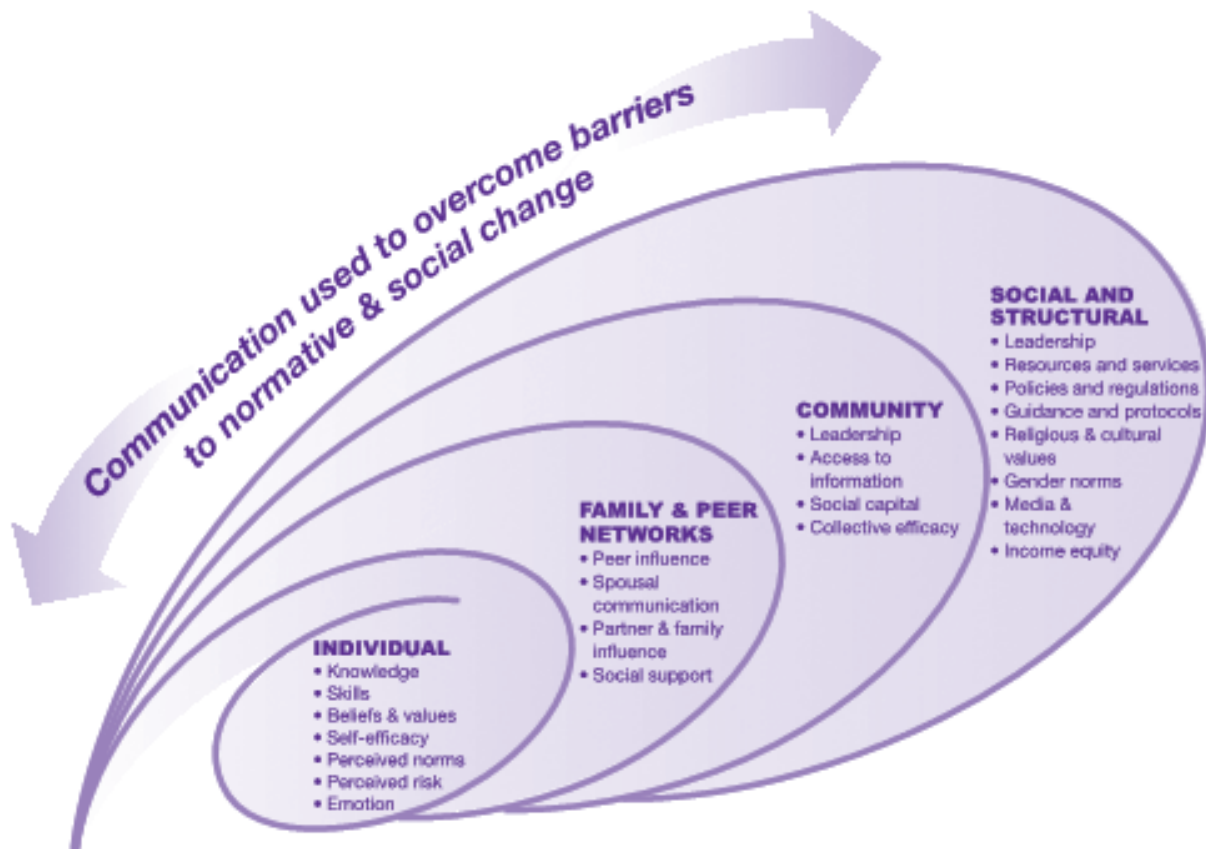 Communication used to overcome barriers
to normative & social change
INDIVIDUAL
• Knowledge
• Skills
• Beliefs & values
• Self-efficacy
• Perceived norms
• Perceived risk
• Emotion
FAMILY & PEER
NETWORKS
• Peer influence
• Spousal
communication
• Partner & family
influence
• Social support
COMMUNITY
• Leadership
• Access to
information
• Social capital
• Collective efficacy
SOCIAL AND
STRUCTURAL
• Leadership
• Resources and services
• Policies and regulations
• Guidance and protocols
• Religious & cultural
values
• Gender norms
• Media &
technology
• Income equity